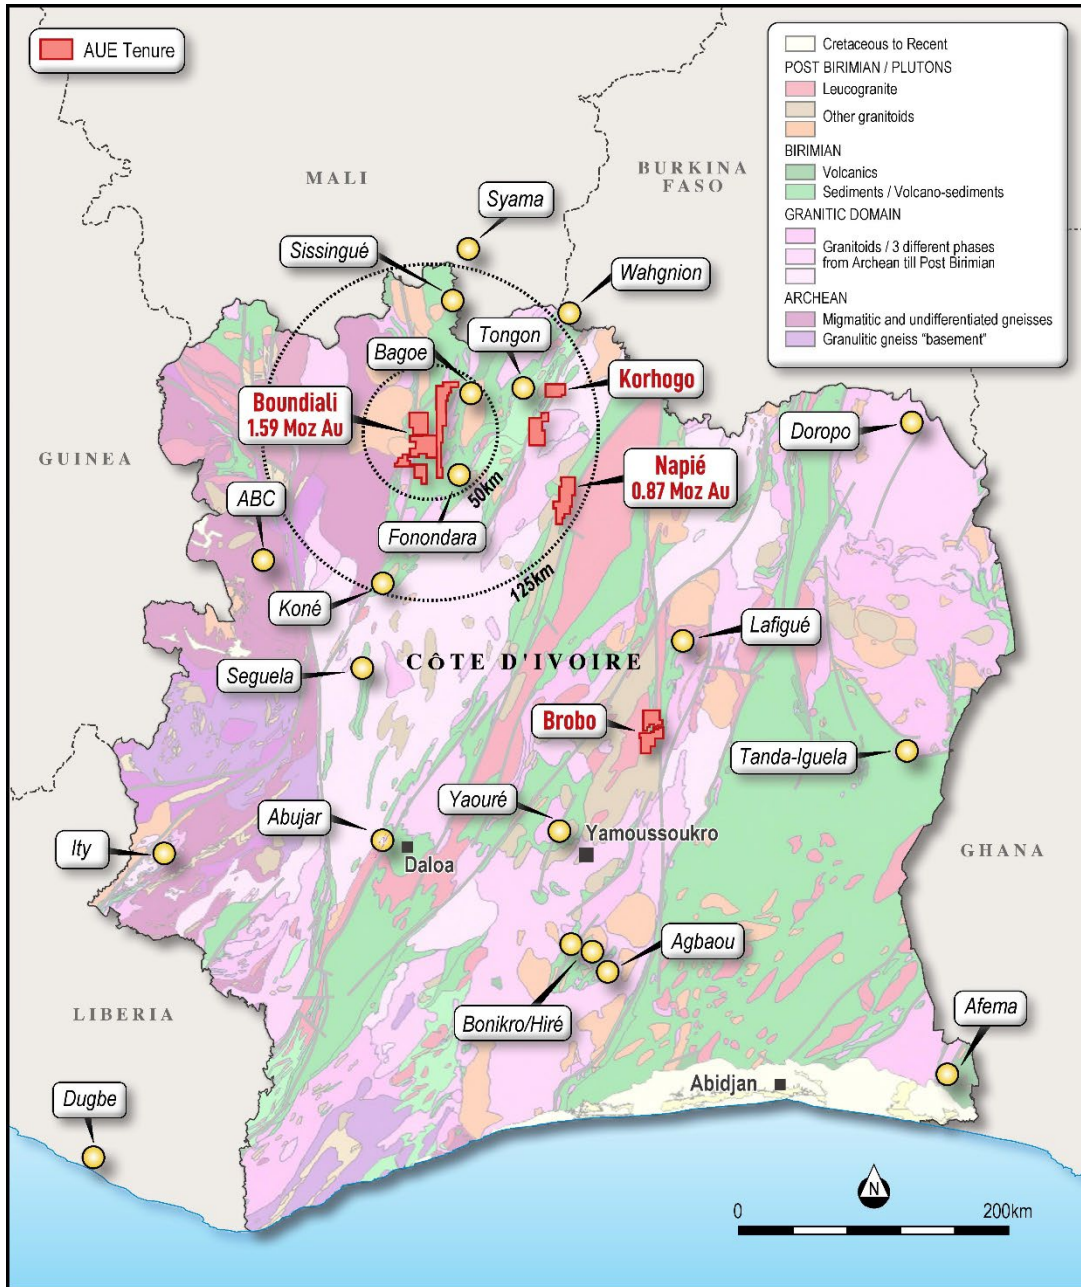 AUE Tenure
Cretaceous to Recent
POST BIRIMIAN / PLUTONS
Leucogranite
Other granitoids
BIRIMIAN
Volcanics
Sediments / Volcano-sediments
GRANITIC DOMAIN
Granitoids / 3 different phases
from Archean till Post Birimian
ARCHEAN
Migmatitic and undifferentiated gneisses
Granulitic gneiss "basement"
MALI
BURKINA
FASO
Syama
Sissingué
Wahgnion
Bagoe
Tongon
Korhogo
Boundiali
1.59 Moz Au
Doropo
GUINEA
Napié
0.87 Moz Au
ABC
50km
Fonondara
125km
Koné
Lafigué
CÔTE D'IVOIRE
Seguela
Brobo
Tanda-Iguela
Yaouré
Abujar
Yamoussoukro
Ity
Daloa
GHANA
Agbaou
Bonikro/Hiré
LIBERIA
Afema
Abidjan
Dugbe
N
0
200km